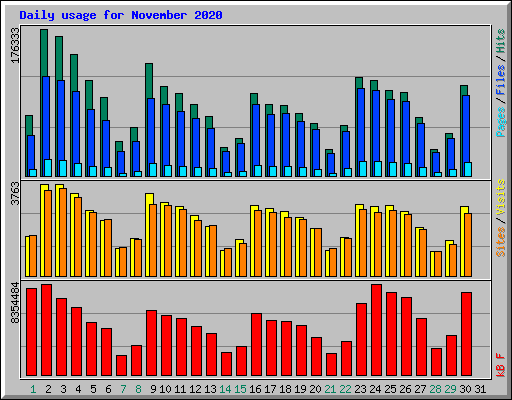 Daily usage for November 2020
176333
Pages / Files / Hits
3763
Sites / Visits
8354484
kB F
1 2 3 4 5 6 7 8 9 10 11 12 13 14 15 16 17 18 19 20 21 22 23 24 25 26 27 28 29 30 31